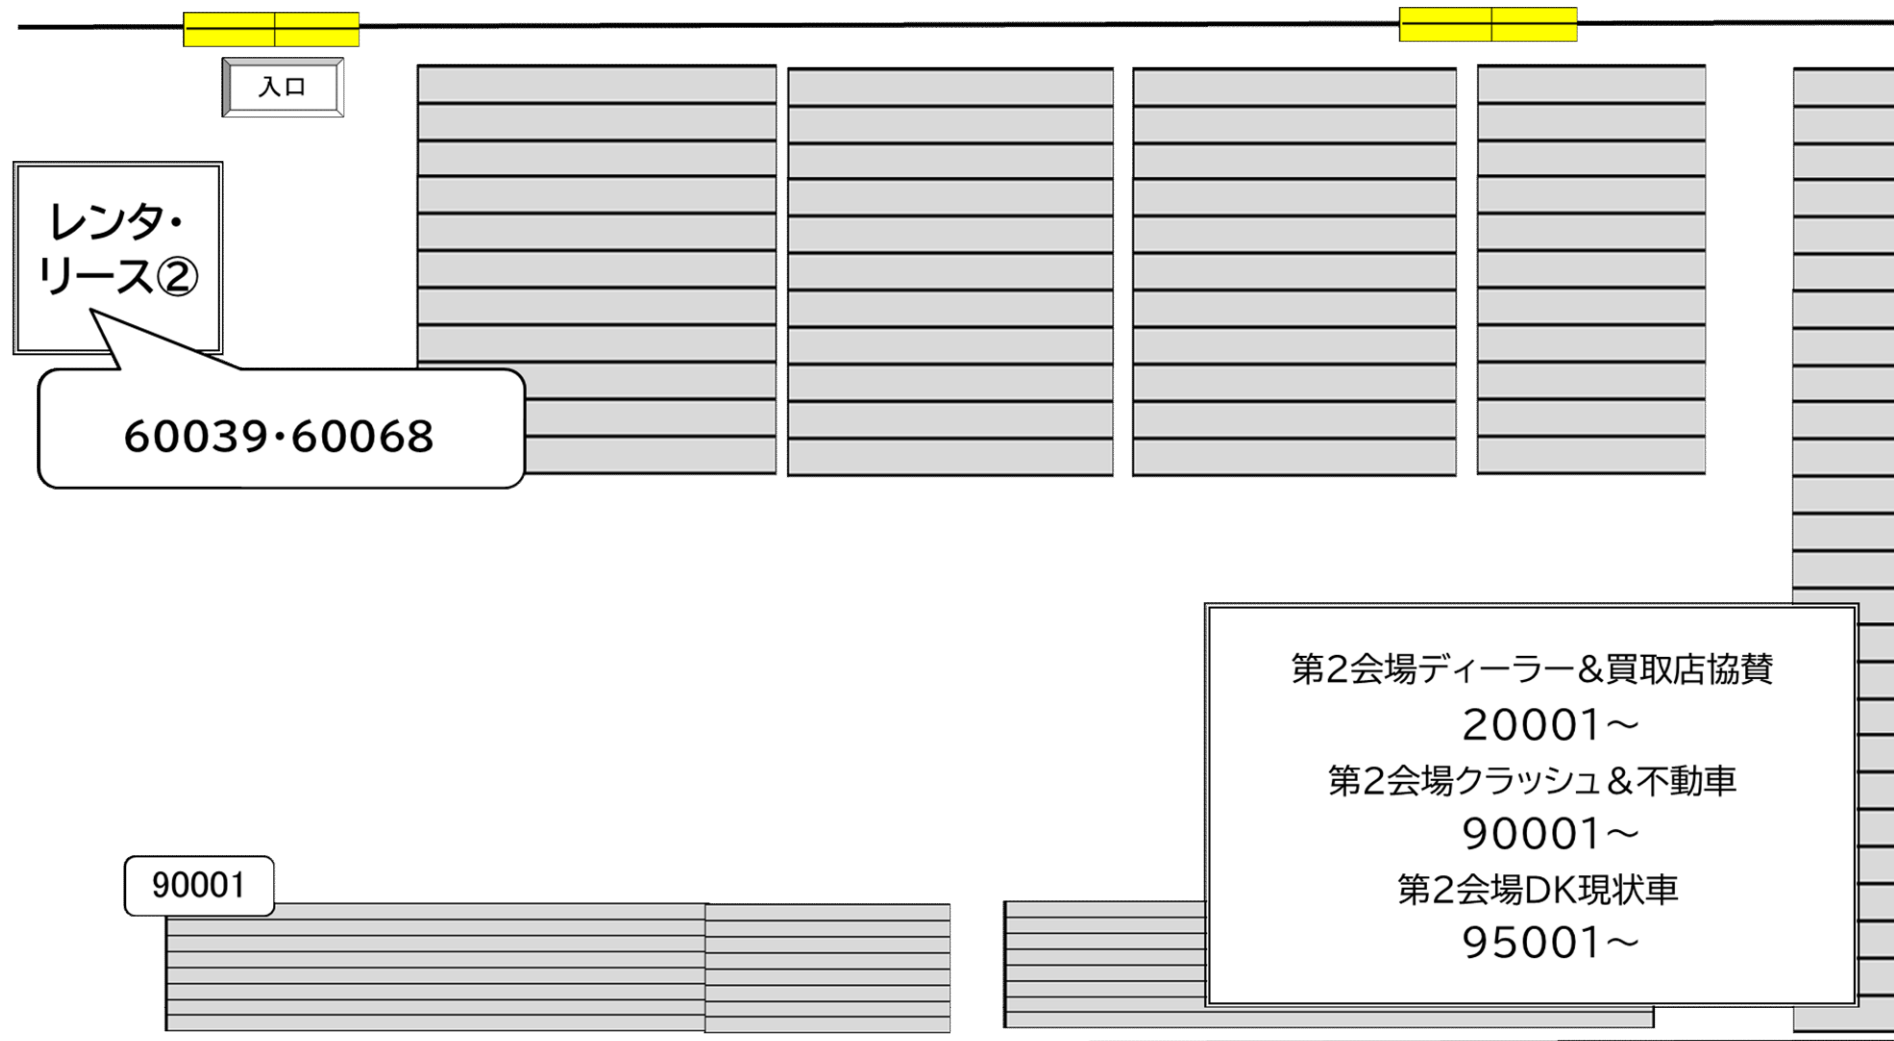 入口
レンタ・
リース②
60039・60068
第2会場ディーラー&買取店協賛
20001～
第2会場クラッシュ&不動車
90001～
第2会場DK現状車
95001～
90001